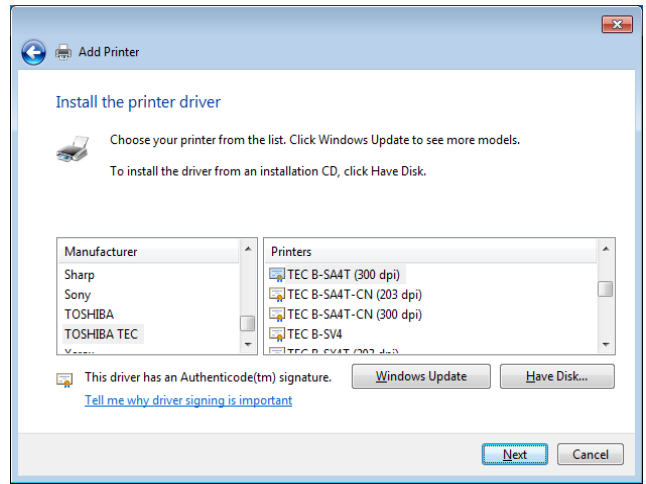 Add Printer
Install the printer driver
Choose your printer from the list. Click Windows Update to see more models.
To install the driver from an installation CD, click Have Disk.
Manufacturer
Sharp
Sony
TOSHIBA
TOSHIBA TEC
Xerox
Printers
TEC B-SA4T (300 dpi)
TEC B-SA4T-CN (203 dpi)
TEC B-SA4T-CN (300 dpi)
TEC B-SV4
This driver has an Authenticode(tm) signature.
Tell me why driver signing is important
Windows Update
Have Disk...
Next
Cancel